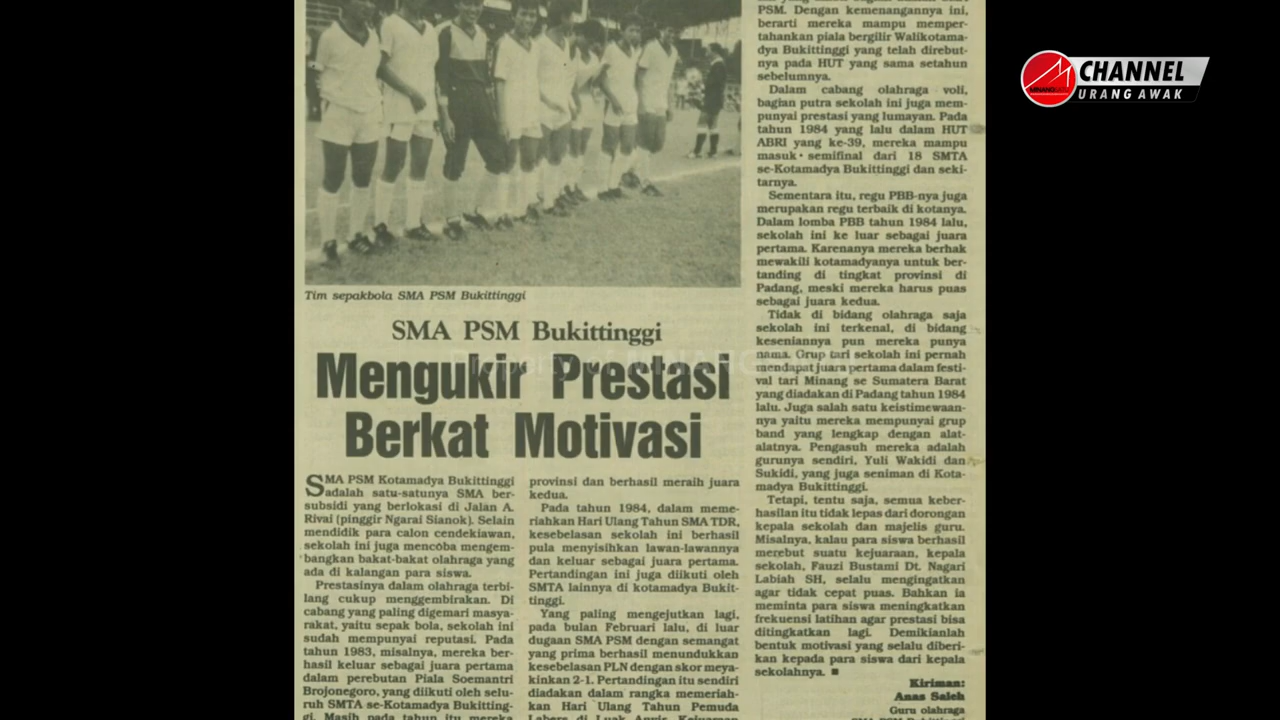 Tim sepakbola SMA PSM Bukittinggi
SMA PSM Bukittinggi
Mengukir Prestasi
Berkat Motivasi
SMA PSM Kotamadya Bukittinggi
adalah satu-satunya SMA ber-
subsidi yang berlokasi di Jalan A.
Rivai (pinggir Ngarai Sianok). Selain
mendidik para calon cendekiawan,
sekolah ini juga mencoba mengem-
bangkan bakat-bakat olahraga yang
ada di kalangan para siswa.
Prestasinya dalam olahraga terbi-
lang cukup menggembirakan. Di
cabang yang paling digemari masya-
rakat, yaitu sepak bola, sekolah ini
sudah mempunyai reputasi. Pada
tahun 1983, misalnya, mereka ber-
hasil keluar sebagai juara pertama
dalam perebutan Piala Soemantri
Brojonegoro, yang diikuti oleh selu-
ruh SMTA se-Kotamadya Bukitting-
gi. Masih pada tahun itu mereka
provinsi dan berhasil meraih juara
kedua.
Pada tahun 1984, dalam meme-
riahkan Hari Ulang Tahun SMA TDR,
kesebelasan sekolah ini berhasil
pula menyisihkan lawan-lawannya
dan keluar sebagai juara pertama.
Pertandingan ini juga diikuti oleh
SMTA lainnya di kotamadya Bukit-
tinggi.
Yang paling mengejutkan lagi,
pada bulan Februari lalu, di luar
dugaan SMA PSM dengan semangat
yang prima berhasil menundukkan
kesebelasan PLN dengan skor meya-
kinkan 2-1. Pertandingan itu sendiri
diadakan dalam rangka memeriah-
kan Hari Ulang Tahun Pemuda
PSM. Dengan kemenangannya ini,
berarti mereka mampu memper-
tahankan piala bergilir Walikotama-
dya Bukittinggi yang telah direbut-
nya pada HUT yang sama setahun
sebelumnya.
Dalam cabang olahraga voli,
bagian putra sekolah ini juga mem-
punyai prestasi yang lumayan. Pada
tahun 1984 yang lalu dalam HUT
ABRI yang ke-39, mereka mampu
masuk semifinal dari 18 SMTA
se-Kotamadya Bukittinggi dan seki-
tarnya.
Sementara itu, regu PBB-nya juga
merupakan regu terbaik di kotanya.
Dalam lomba PBB tahun 1984 lalu,
sekolah ini ke luar sebagai juara
pertama. Karenanya mereka berhak
mewakili kotamadyanya untuk ber-
tanding di tingkat provinsi di
Padang, meski mereka harus puas
sebagai juara kedua.
Tidak di bidang olahraga saja
sekolah ini terkenal, di bidang
keseniannya pun mereka punya
nama. Grup tari sekolah ini pernah
mendapat juara pertama dalam festi-
val tari Minang se Sumatera Barat
yang diadakan di Padang tahun 1984
lalu. Juga salah satu keistimewaan-
nya yaitu mereka mempunyai grup
band yang lengkap dengan alat-
alatnya. Pengasuh mereka adalah
gurunya sendiri, Yuli Wakidi dan
Sukidi, yang juga seniman di Kota-
madya Bukittinggi.
Tetapi, tentu saja, semua keber-
hasilan itu tidak lepas dari dorongan
kepala sekolah dan majelis guru.
Misalnya, kalau para siswa berhasil
merebut suatu kejuaraan, kepala
sekolah, Fauzi Bustami Dt. Nagari
Labiah SH, selalu mengingatkan
agar tidak cepat puas. Bahkan ia
meminta para siswa meningkatkan
frekuensi latihan agar prestasi bisa
ditingkatkan lagi. Demikianlah
bentuk motivasi yang selalu diberi-
kan kepada para siswa dari kepala
sekolahnya. ■
Kiriman:
Anas Saleh
Guru olahraga
CHANNEL
URANG AWAK